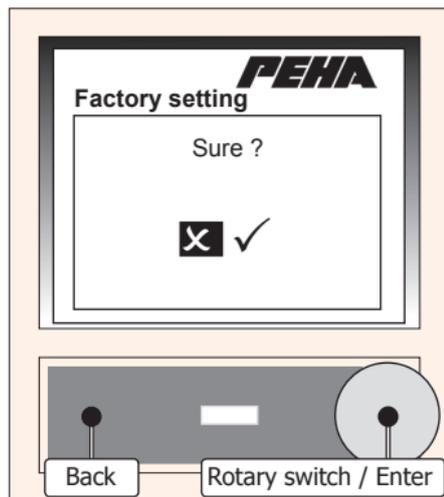 PEHA
Factory setting
Sure ?
Back
Rotary switch / Enter